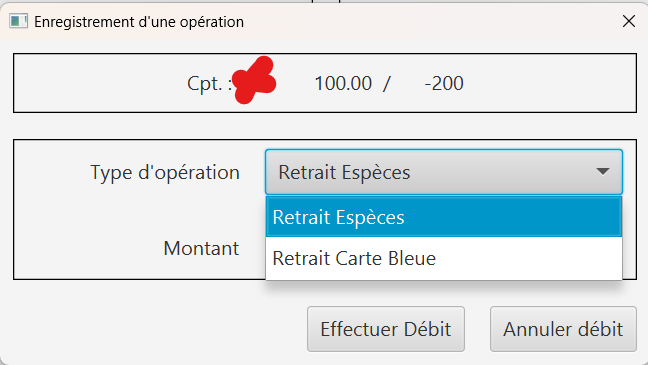 Enregistrement d'une opération
Cpt. : 100.00 / -200
Type d'opération Retrait Espèces
Retrait Espèces
Montant
Retrait Carte Bleue
Effectuer Débit Annuler débit